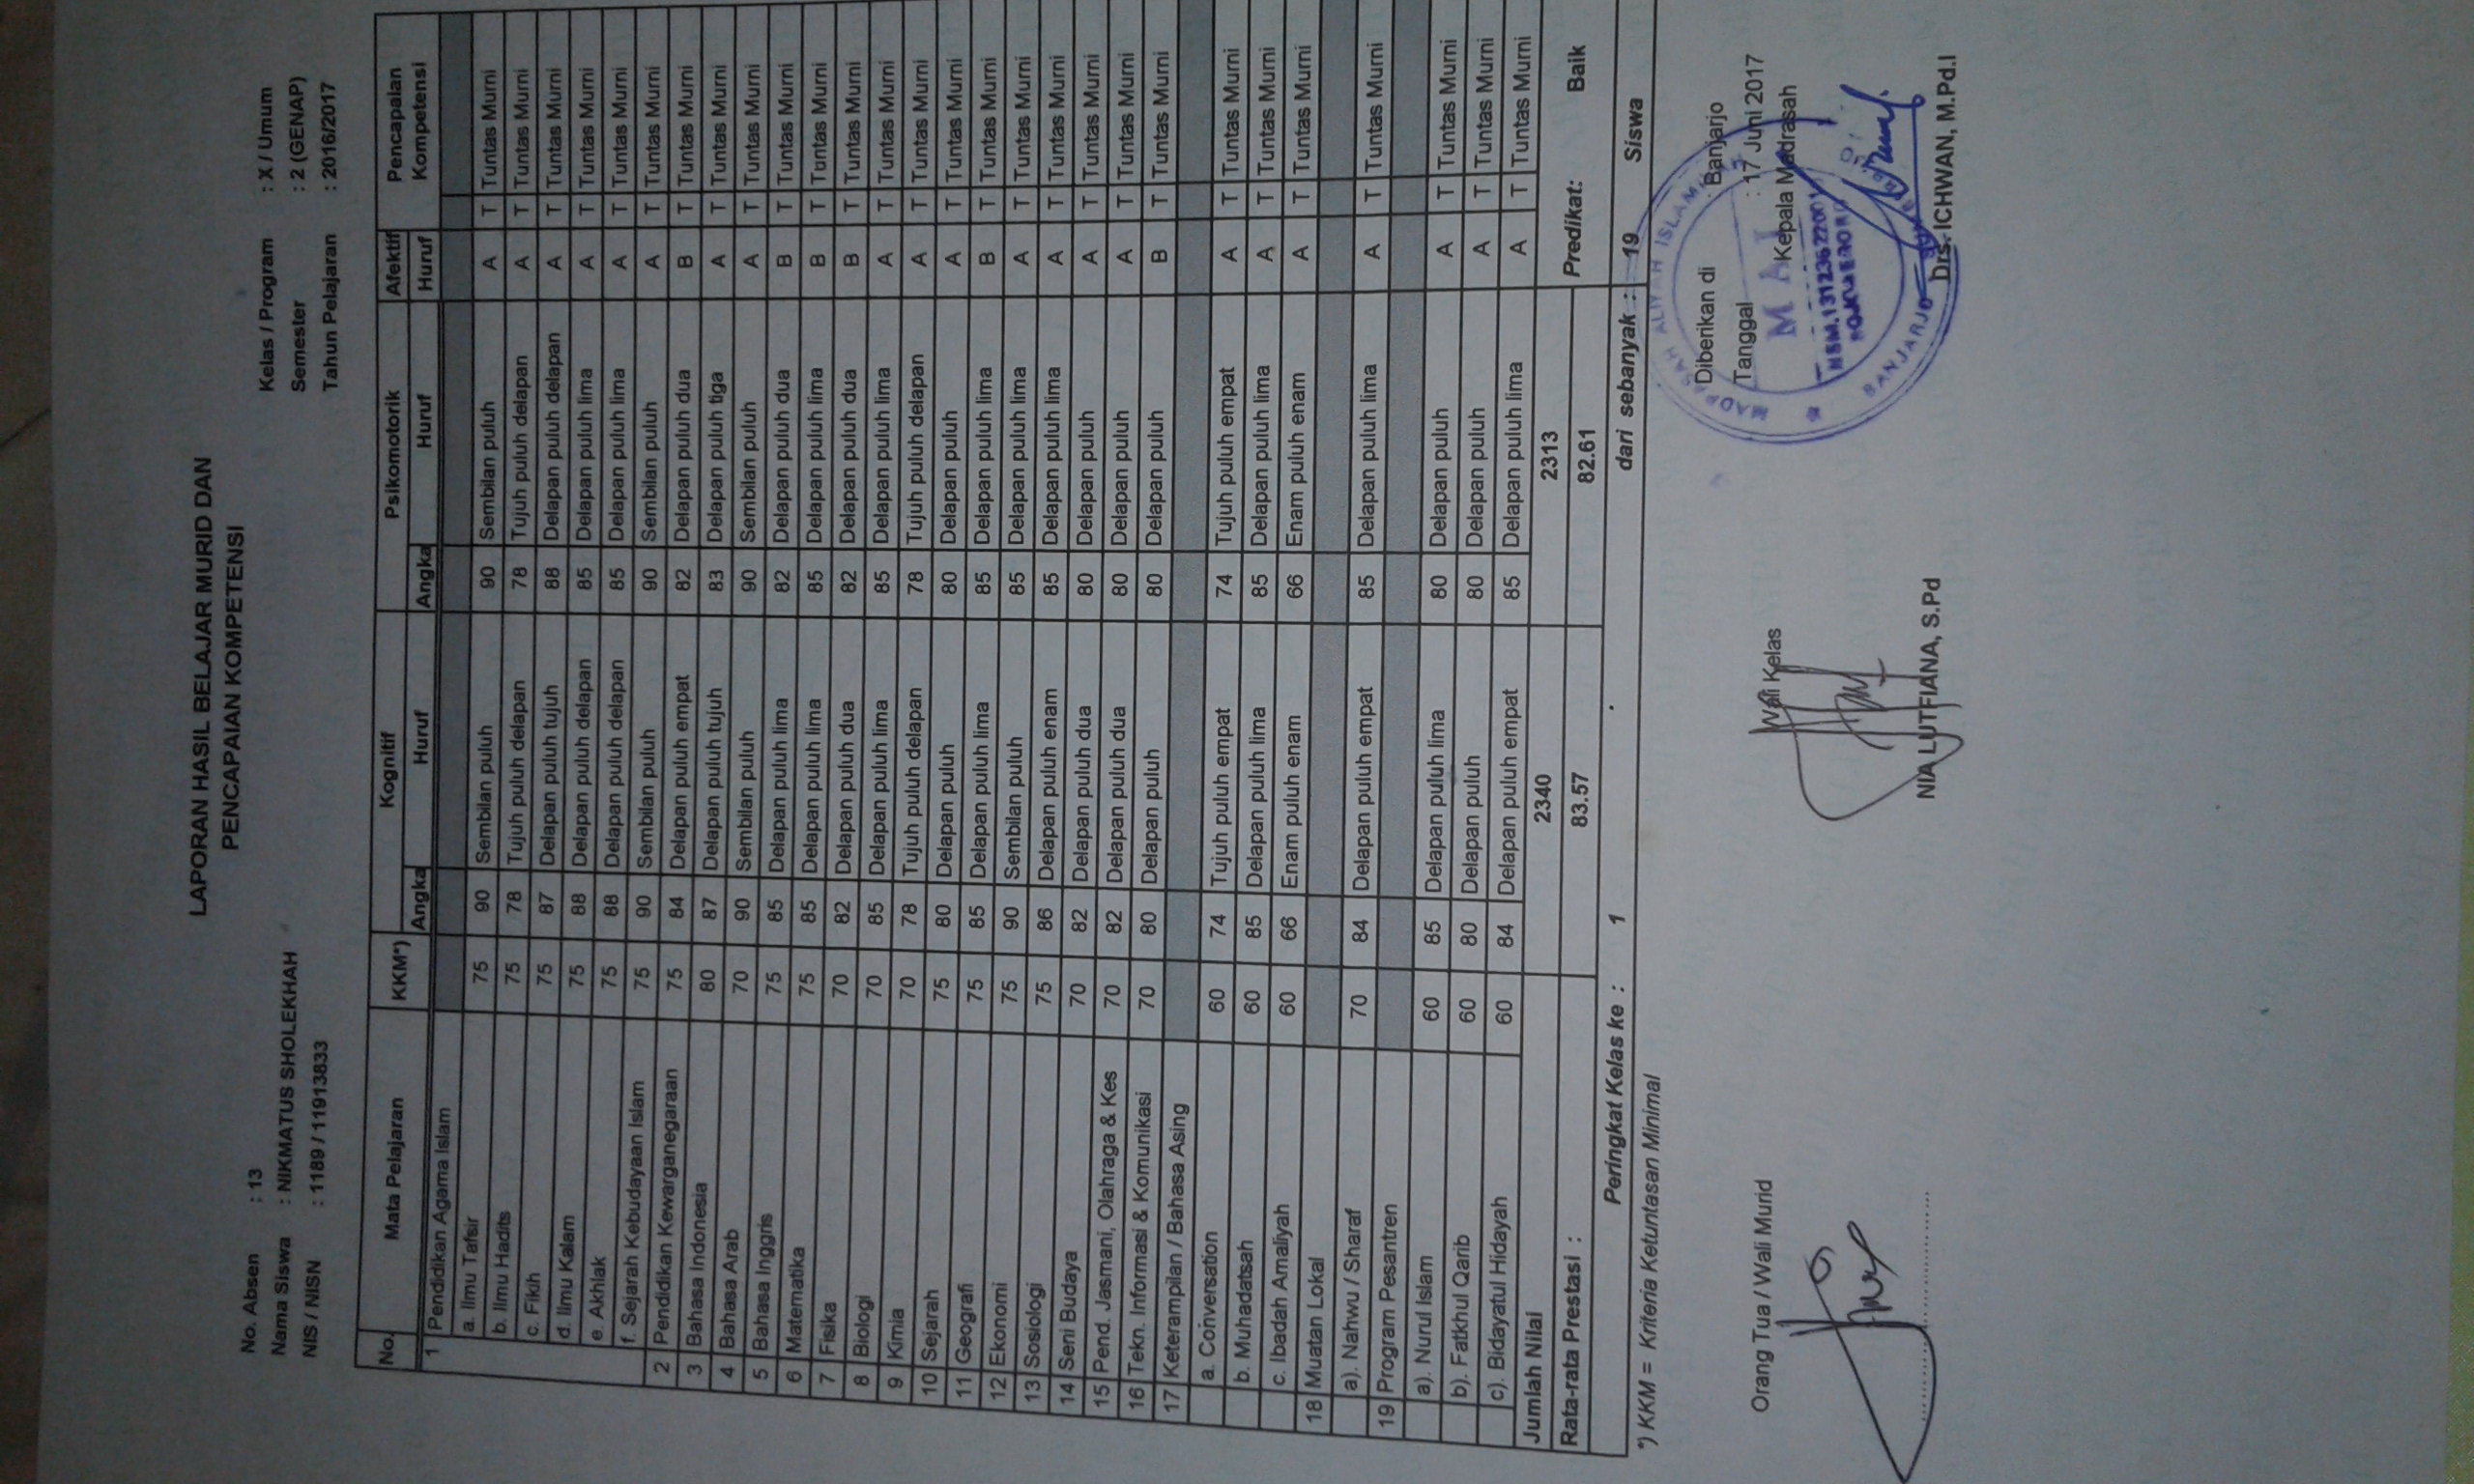 LAPORAN HASIL BELAJAR MURID DAN
PENCAPAIAN KOMPETENSI
No. Absen : 13
Nama Siswa : NIKMATUS SHOLEKHAH
NIS / NISN : 1189 / 11913833
Kelas / Program : X / Umum
Semester : 2 (GENAP)
Tahun Pelajaran : 2016/2017
No. Mata Pelajaran KKM*) Kognitif Psikomotorik Afektif Pencapaian Kompetensi
Angka Huruf Angka Huruf Huruf
1 Pendidikan Agama Islam
a. Ilmu Tafsir 75 90 Sembilan puluh 90 Sembilan puluh A T Tuntas Murni
b. Ilmu Hadits 75 78 Tujuh puluh delapan 78 Tujuh puluh delapan A T Tuntas Murni
c. Fikih 75 87 Delapan puluh tujuh 88 Delapan puluh delapan A T Tuntas Murni
d. Ilmu Kalam 75 88 Delapan puluh delapan 85 Delapan puluh lima A T Tuntas Murni
e. Akhlak 75 88 Delapan puluh delapan 85 Delapan puluh lima A T Tuntas Murni
f. Sejarah Kebudayaan Islam 75 90 Sembilan puluh 90 Sembilan puluh A T Tuntas Murni
2 Pendidikan Kewarganegaraan 75 84 Delapan puluh empat 82 Delapan puluh dua B T Tuntas Murni
3 Bahasa Indonesia 80 87 Delapan puluh tujuh 83 Delapan puluh tiga A T Tuntas Murni
4 Bahasa Arab 70 90 Sembilan puluh 90 Sembilan puluh A T Tuntas Murni
5 Bahasa Inggris 75 85 Delapan puluh lima 82 Delapan puluh dua B T Tuntas Murni
6 Matematika 75 85 Delapan puluh lima 85 Delapan puluh lima B T Tuntas Murni
7 Fisika 70 82 Delapan puluh dua 82 Delapan puluh dua B T Tuntas Murni
8 Biologi 70 85 Delapan puluh lima 85 Delapan puluh lima A T Tuntas Murni
9 Kimia 70 78 Tujuh puluh delapan 78 Tujuh puluh delapan A T Tuntas Murni
10 Sejarah 75 80 Delapan puluh 80 Delapan puluh A T Tuntas Murni
11 Geografi 75 85 Delapan puluh lima 85 Delapan puluh lima B T Tuntas Murni
12 Ekonomi 75 90 Sembilan puluh 85 Delapan puluh lima A T Tuntas Murni
13 Sosiologi 75 86 Delapan puluh enam 85 Delapan puluh lima A T Tuntas Murni
14 Seni Budaya 70 82 Delapan puluh dua 80 Delapan puluh A T Tuntas Murni
15 Pend. Jasmani, Olahraga & Kes 70 82 Delapan puluh dua 80 Delapan puluh A T Tuntas Murni
16 Tekn. Informasi & Komunikasi 70 80 Delapan puluh 80 Delapan puluh B T Tuntas Murni
17 Keterampilan / Bahasa Asing
a. Conversation 60 74 Tujuh puluh empat 74 Tujuh puluh empat A T Tuntas Murni
b. Muhadatsah 60 85 Delapan puluh lima 85 Delapan puluh lima A T Tuntas Murni
c. Ibadah Amaliyah 60 66 Enam puluh enam 66 Enam puluh enam A T Tuntas Murni
18 Muatan Lokal
a). Nahwu / Sharaf 70 84 Delapan puluh empat 85 Delapan puluh lima A T Tuntas Murni
19 Program Pesantren
a). Nurul Islam 60 85 Delapan puluh lima 80 Delapan puluh A T Tuntas Murni
b). Fatkhul Qarib 60 80 Delapan puluh 80 Delapan puluh A T Tuntas Murni
c). Bidayatul Hidayah 60 84 Delapan puluh empat 85 Delapan puluh lima A T Tuntas Murni
Jumlah Nilai 2340 2313
Rata-rata Prestasi : 83.57 82.61 Predikat: Baik
Peringkat Kelas ke : 1 dari sebanyak : 19 Siswa
*) KKM = Kriteria Ketuntasan Minimal
Diberikan di : Banjarjo
Tanggal : 17 Juni 2017
Orang Tua / Wali Murid Wali Kelas Kepala Madrasah
MADRASAH ALIYAH ISLAMIYAH
M A I
BANJARJO
NIA LUTFIANA, S.Pd
Drs. ICHWAN, M.Pd.I